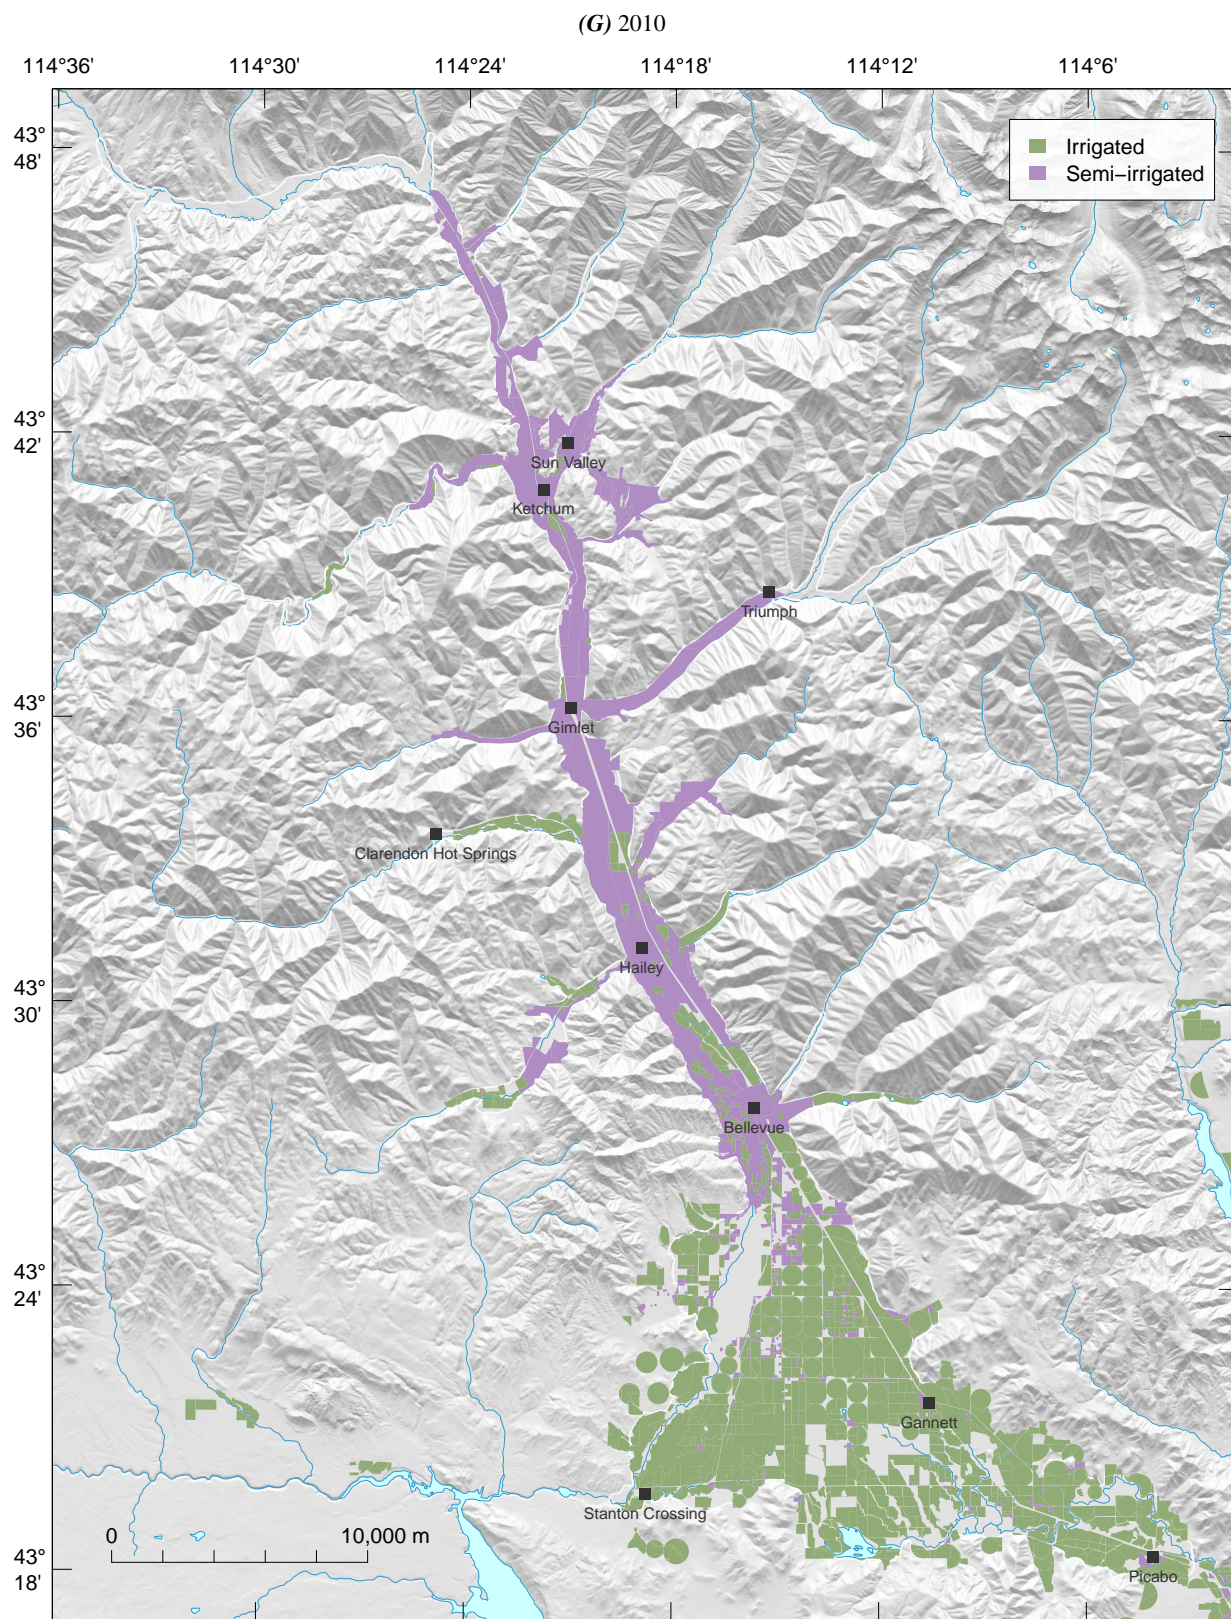 (G) 2010
114°36' 114°30' 114°24' 114°18' 114°12' 114°6'
43°
48'
Irrigated
Semi−irrigated
43°
42'
Sun Valley
Ketchum
Triumph
43°
36'
Gimlet
Clarendon Hot Springs
Hailey
43°
30'
Bellevue
43°
24'
Gannett
Stanton Crossing
0 10,000 m
43°
18'
Picabo